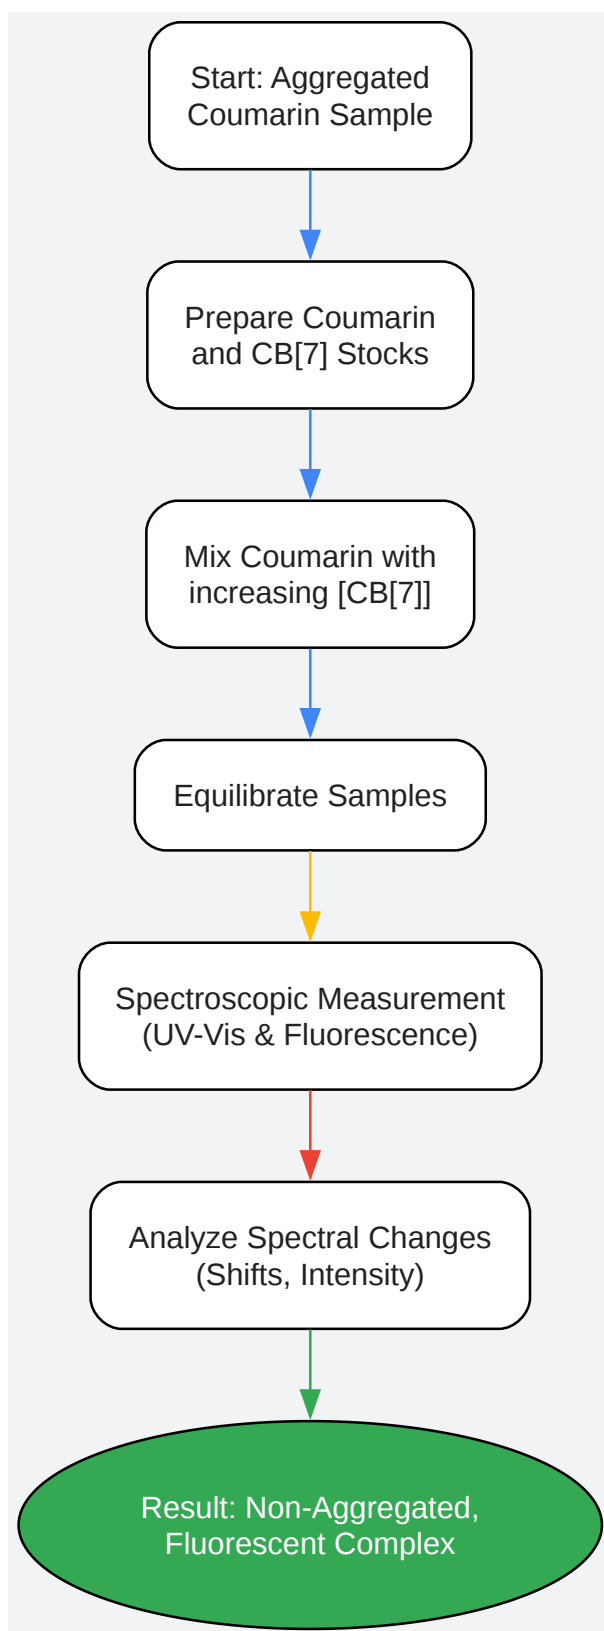 Start: Aggregated
Coumarin Sample
Prepare Coumarin
and CB[7] Stocks
Mix Coumarin with
increasing [CB[7]]
Equilibrate Samples
Spectroscopic Measurement
(UV-Vis & Fluorescence)
Analyze Spectral Changes
(Shifts, Intensity)
Result: Non-Aggregated,
Fluorescent Complex